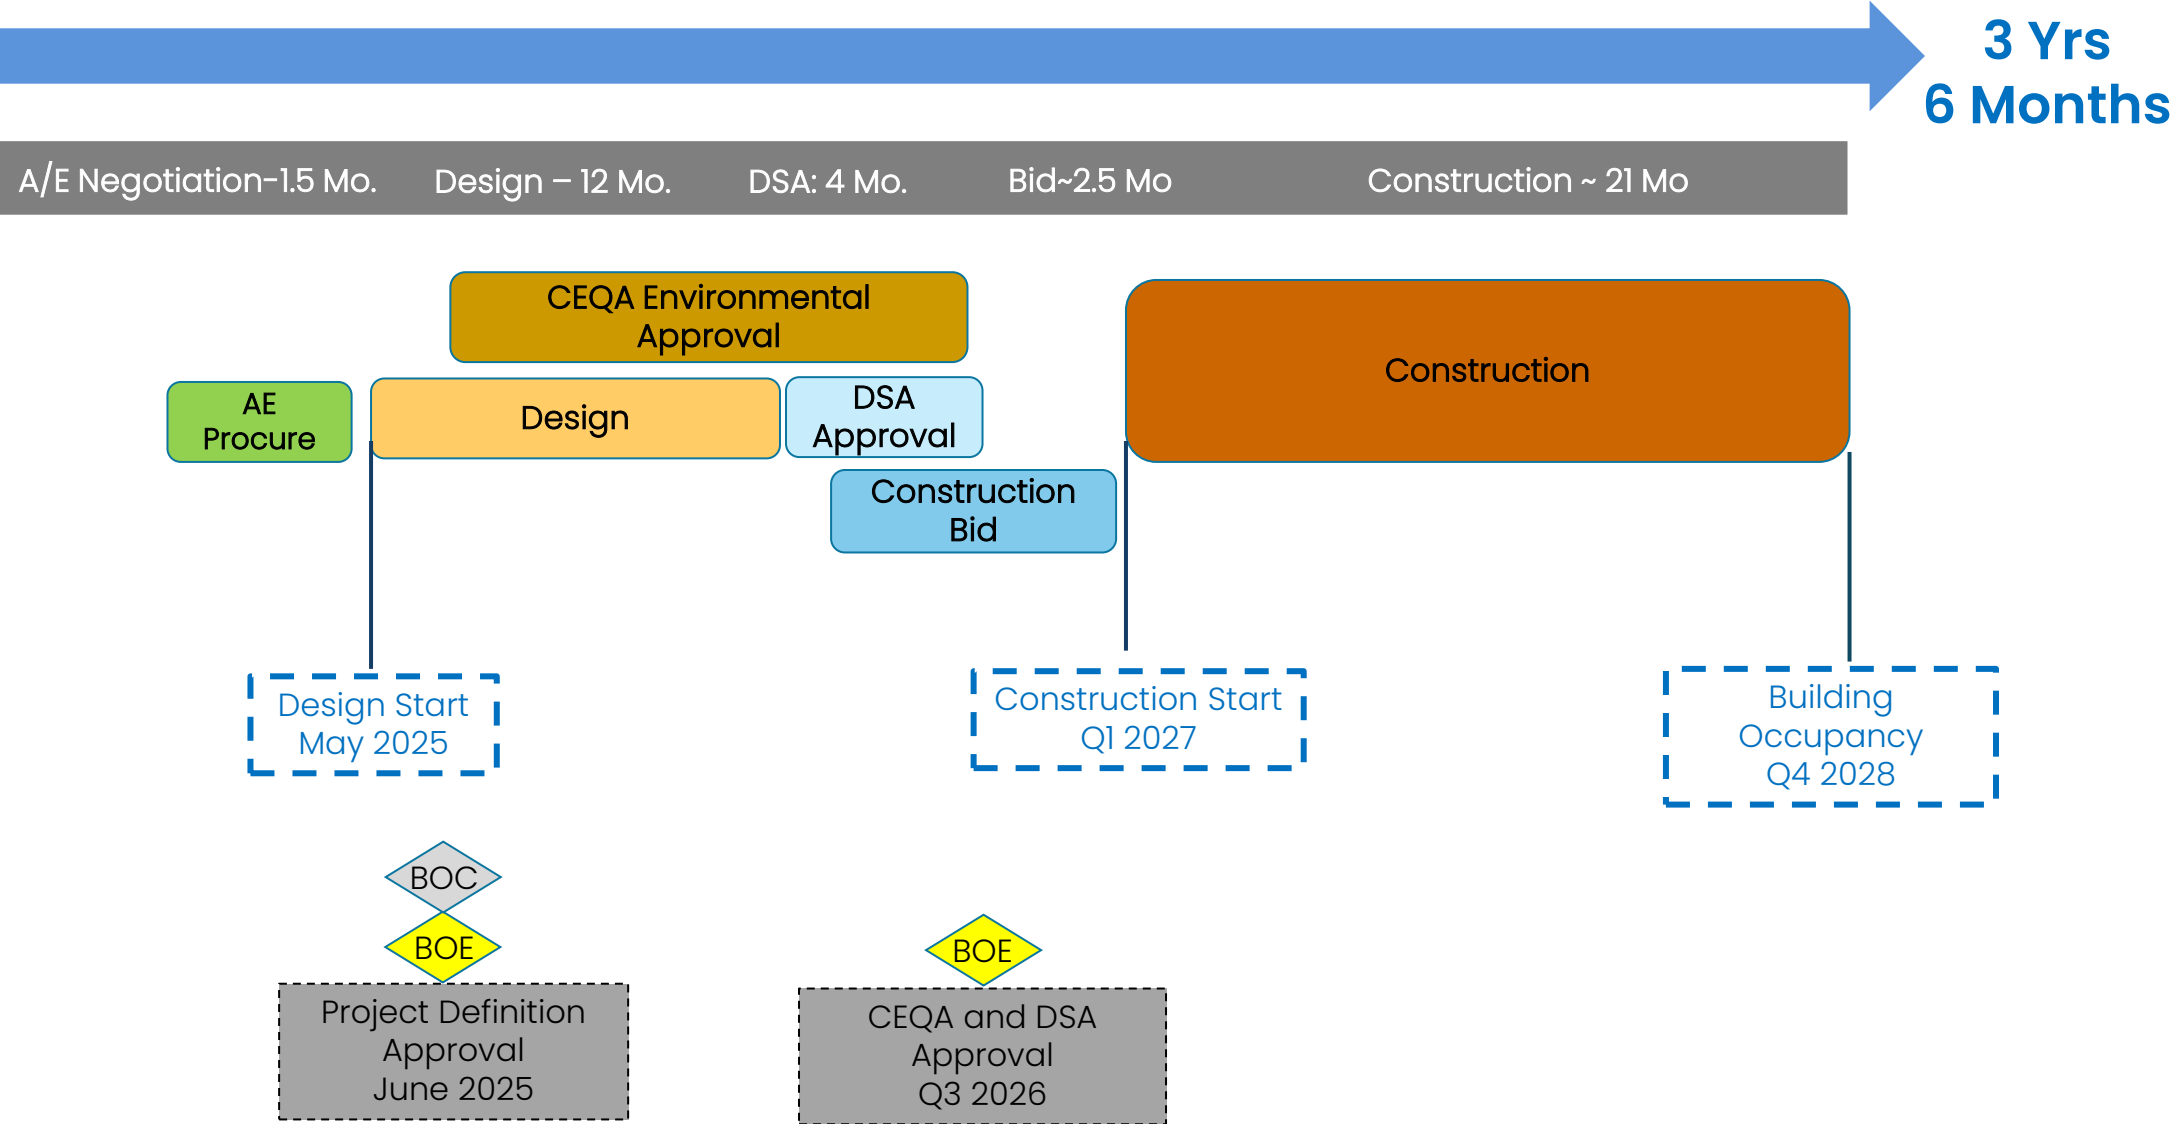 3 Yrs
6 Months
A/E Negotiation-1.5 Mo.
Design – 12 Mo.
DSA: 4 Mo.
Bid~2.5 Mo
Construction ~ 21 Mo
CEQA Environmental
Approval
Construction
AE
Procure
Design
DSA
Approval
Construction
Bid
Design Start
May 2025
Construction Start
Q1 2027
Building
Occupancy
Q4 2028
BOC
BOE
Project Definition
Approval
June 2025
BOE
CEQA and DSA
Approval
Q3 2026